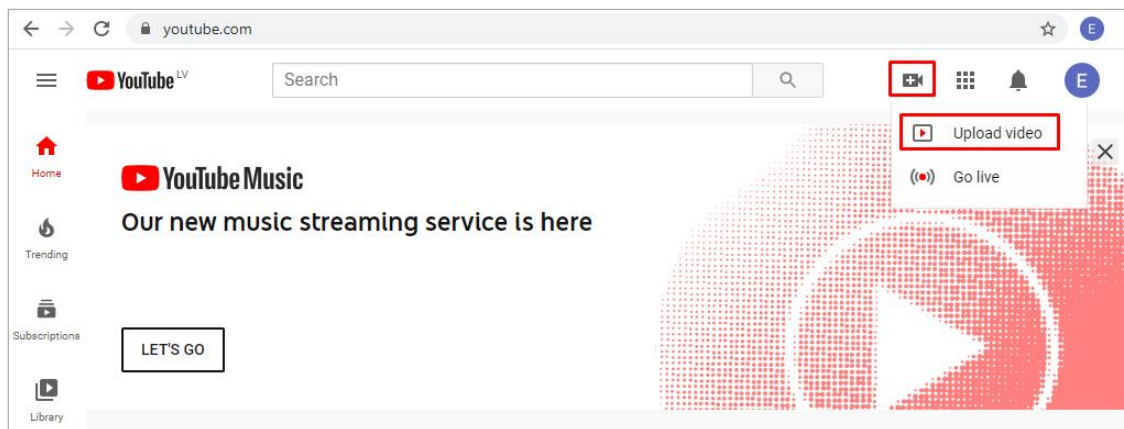 youtube.com
E
YouTube LV
Search
E
Upload video
Go live
Home
Trending
Subscriptions
Library
YouTube Music
Our new music streaming service is here
LET'S GO